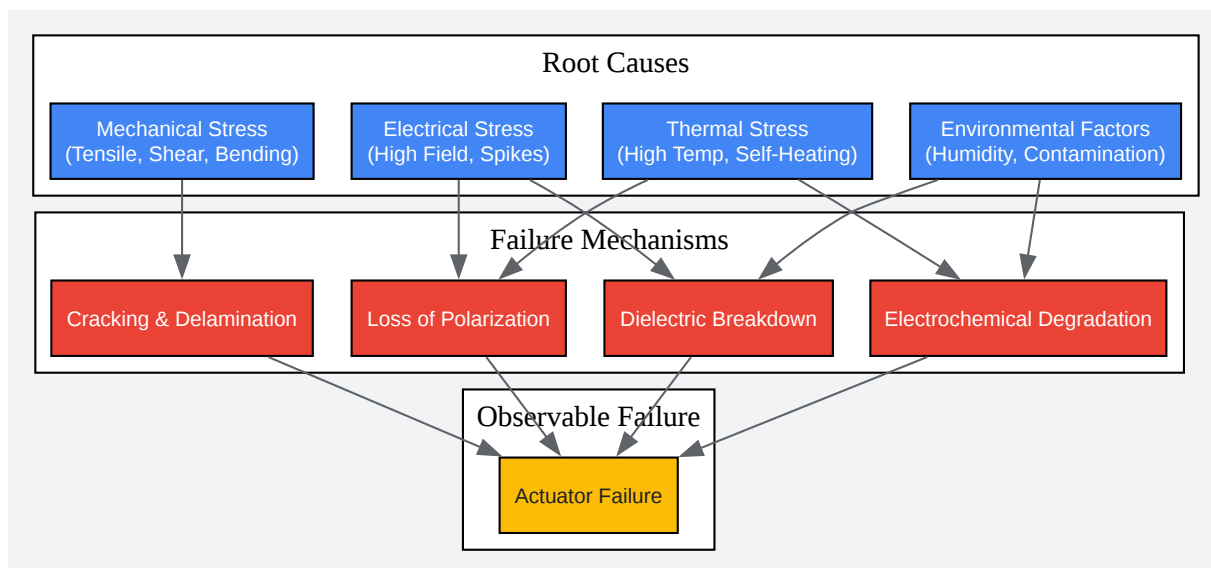 Root Causes
Mechanical Stress
(Tensile, Shear, Bending)
Electrical Stress
(High Field, Spikes)
Thermal Stress
(High Temp, Self-Heating)
Environmental Factors
(Humidity, Contamination)
Failure Mechanisms
Cracking & Delamination
Loss of Polarization
Dielectric Breakdown
Electrochemical Degradation
Observable Failure
Actuator Failure